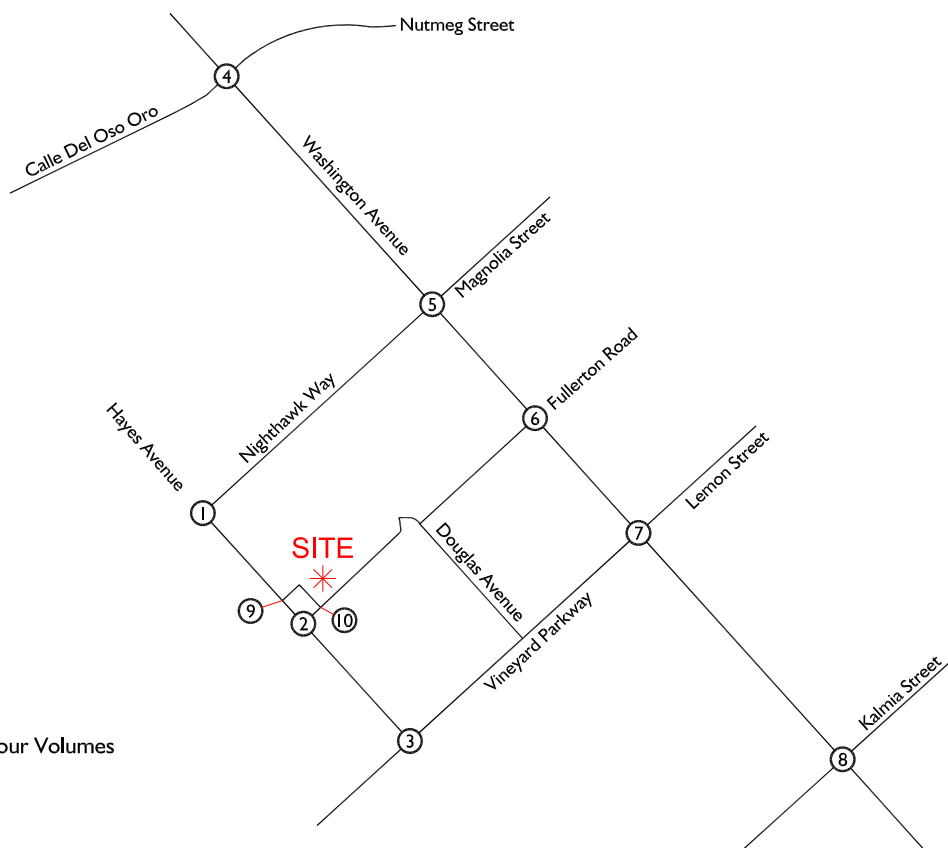 Nutmeg Street
4
Calle Del Oso Oro
Washington Avenue
Magnolia Street
5
Fullerton Road
6
Nighthawk Way
Hayes Avenue
1
Lemon Street
7
SITE
Douglas Avenue
9
2
10
Vineyard Parkway
Kalmia Street
3
our Volumes
8